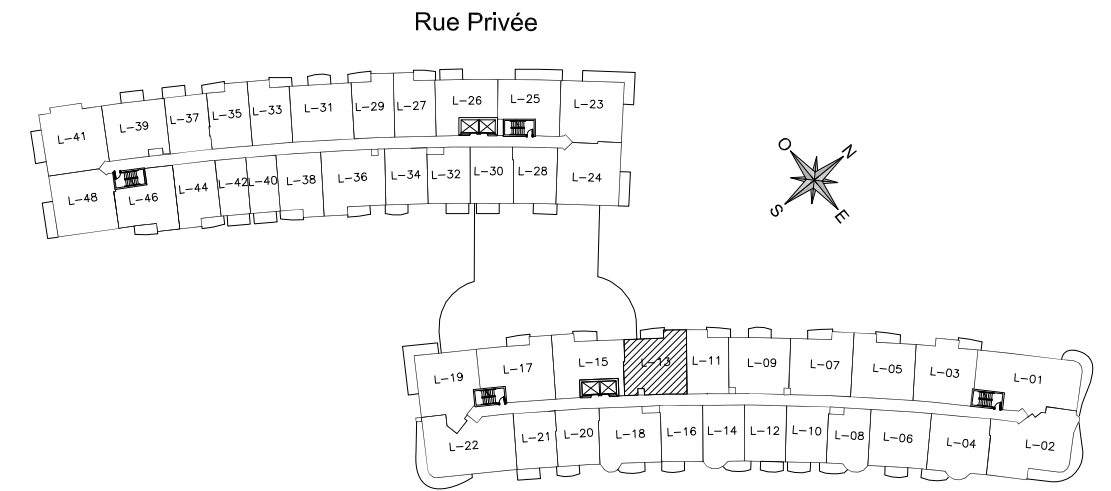 Rue Privée
L-41 L-39 L-37 L-35 L-33 L-31 L-29 L-27 L-26 L-25 L-23
L-48 L-46 L-44 L-42 L-40 L-38 L-36 L-34 L-32 L-30 L-28 L-24
O N
S E
L-19 L-17 L-15 L-13 L-11 L-09 L-07 L-05 L-03 L-01
L-22 L-21 L-20 L-18 L-16 L-14 L-12 L-10 L-08 L-06 L-04 L-02